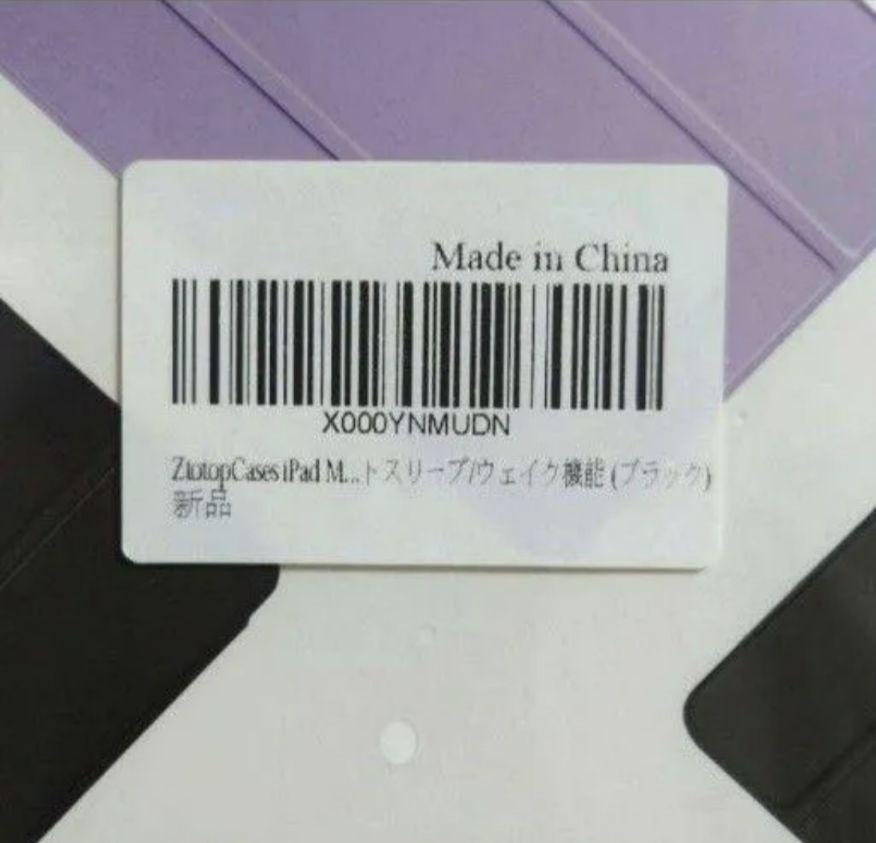 Made in China
X000YNMUDN
ZtotopCases iPad M...トスリープ/ウェイク機能 (ブラック)
新品